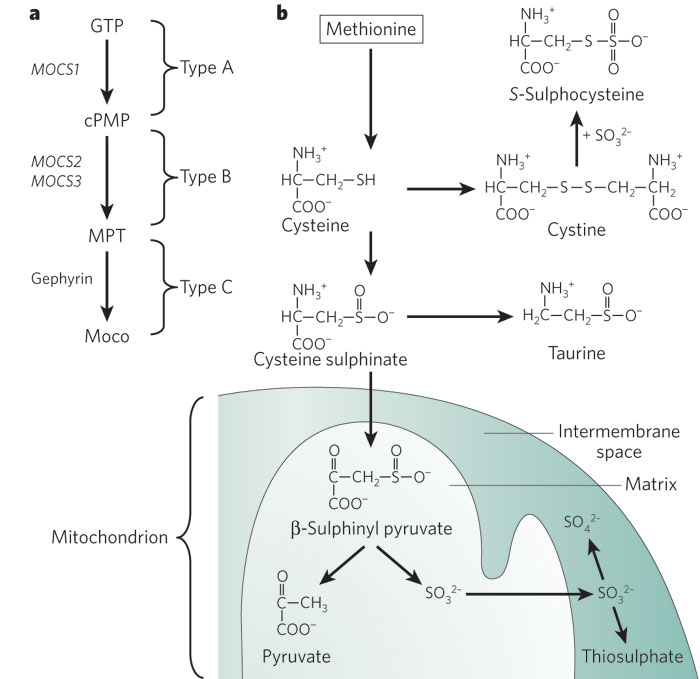 a
GTP
MOCS1
Type A
cPMP
MOCS2
MOCS3
Type B
MPT
Gephyrin
Type C
Moco
b
Methionine
NH₃⁺
HC–CH₂–SH
COO⁻
Cysteine
NH₃⁺ O
HC–CH₂–S–S–O⁻
COO⁻ O
S-Sulphocysteine
+ SO₃²⁻
NH₃⁺ NH₃⁺
HC–CH₂–S–S–CH₂–CH₂
COO⁻ COO⁻
Cystine
NH₃⁺ O
HC–CH₂–S–O⁻
COO⁻
Cysteine sulphinate
NH₃⁺ O
H₂C–CH₂–S–O⁻
Taurine
Mitochondrion
Intermembrane
space
Matrix
O O
C–CH₂–S–O⁻
COO⁻
β-Sulphinyl pyruvate
O
C–CH₃
COO⁻
Pyruvate
SO₃²⁻
SO₄²⁻
SO₃²⁻
Thiosulphate